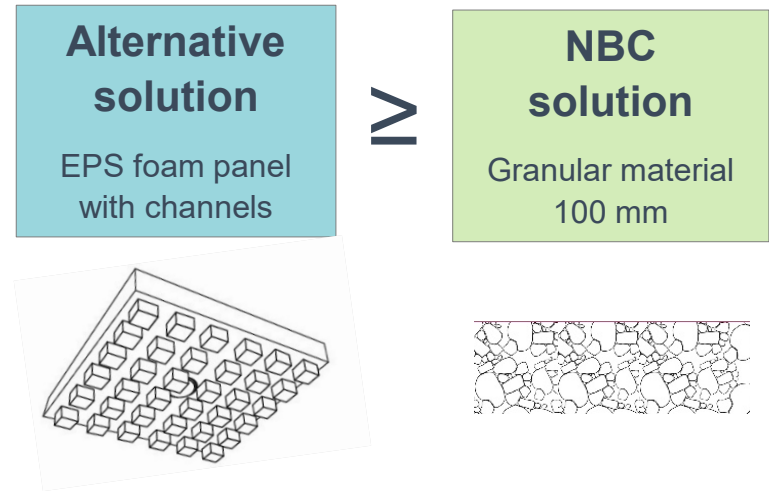 Alternative
solution
EPS foam panel
with channels
≥
NBC
solution
Granular material
100 mm